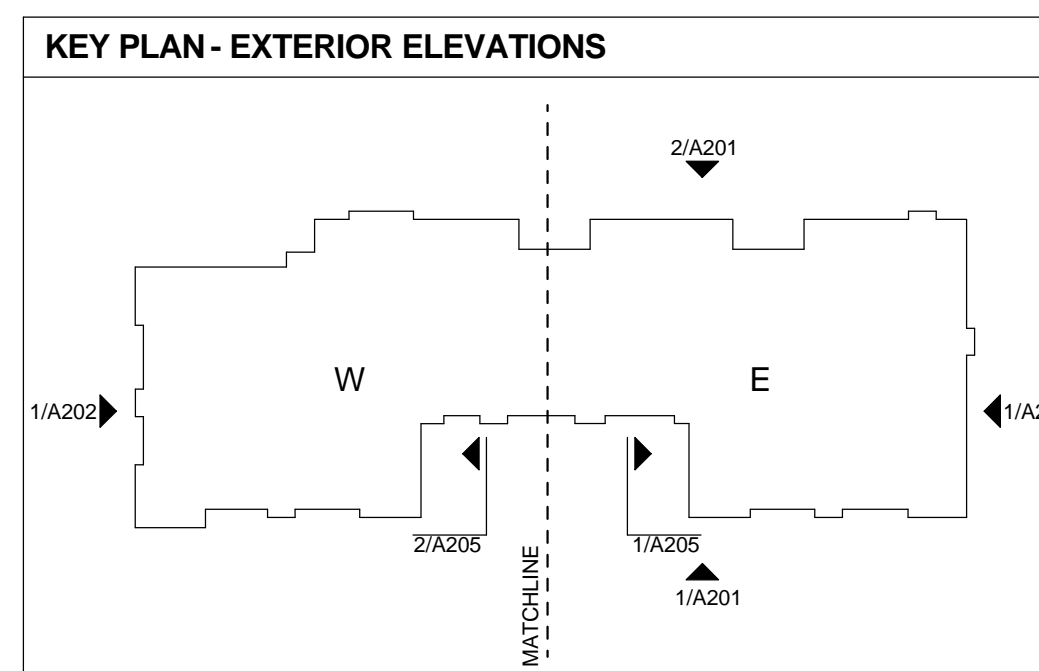 KEY PLAN - EXTERIOR ELEVATIONS
2/A201
W
E
1/A202
2/A205
1/A205
1/A201
MATCHLINE